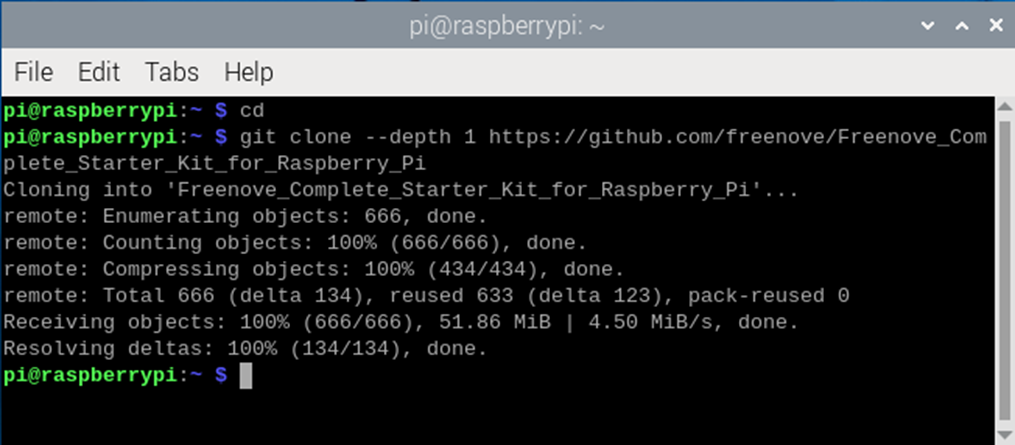 pi@raspberrypi: ~
File Edit Tabs Help
pi@raspberrypi:~ $ cd
pi@raspberrypi:~ $ git clone --depth 1 https://github.com/freenove/Freenove_Com
plete_Starter_Kit_for_Raspberry_Pi
Cloning into 'Freenove_Complete_Starter_Kit_for_Raspberry_Pi'...
remote: Enumerating objects: 666, done.
remote: Counting objects: 100% (666/666), done.
remote: Compressing objects: 100% (434/434), done.
remote: Total 666 (delta 134), reused 633 (delta 123), pack-reused 0
Receiving objects: 100% (666/666), 51.86 MiB | 4.50 MiB/s, done.
Resolving deltas: 100% (134/134), done.
pi@raspberrypi:~ $